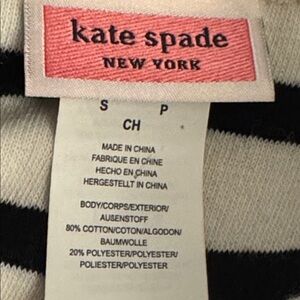 kate spade
NEW YORK
S P
CH
MADE IN CHINA
FABRIQUE EN CHINE
HECHO EN CHINA
HERGESTELLT IN CHINA
BODY/CORPS/EXTERIOR/
AUSENSTOFF
80% COTTON/COTON/ALGODON/
BAUMWOLLE
20% POLYESTER/POLYESTER/
POLIESTER/POLYESTER